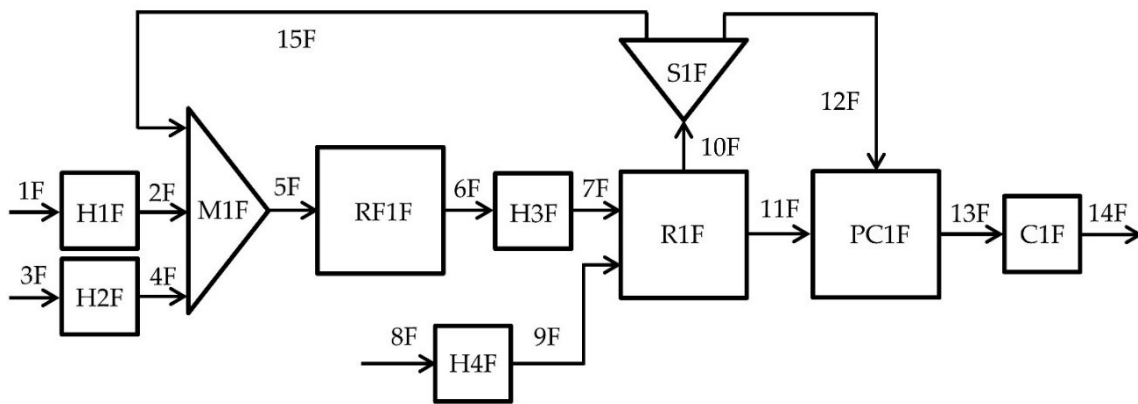 15F
S1F
12F
10F
1F
H1F
2F
M1F
5F
RF1F
6F
H3F
7F
R1F
11F
PC1F
13F
C1F
14F
3F
H2F
4F
8F
H4F
9F